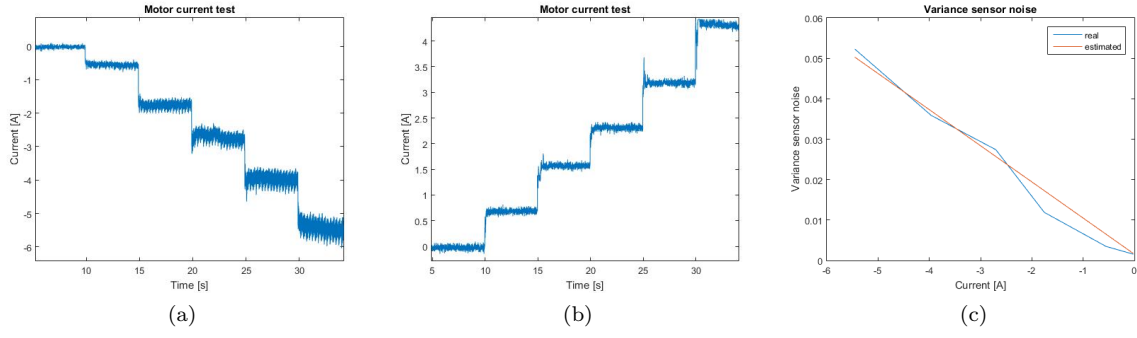 Motor current test
0
-1
-2
-3
-4
-5
-6
Current [A]
10
15
20
25
30
Time [s]
(a)
Motor current test
4
3.5
3
2.5
2
1.5
1
0.5
0
Current [A]
5
10
15
20
25
30
Time [s]
(b)
Variance sensor noise
0.06
0.05
0.04
0.03
0.02
0.01
0
Variance sensor noise
real
estimated
-6
-5
-4
-3
-2
-1
0
Current [A]
(c)